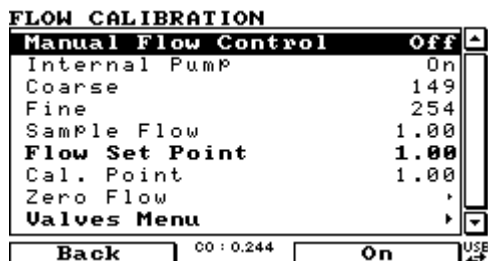 FLOW CALIBRATION
Manual Flow Control Off
Internal Pump On
Coarse 149
Fine 254
Sample Flow 1.00
Flow Set Point 1.00
Cal. Point 1.00
Zero Flow
Valves Menu
Back CO : 0.244 On USB